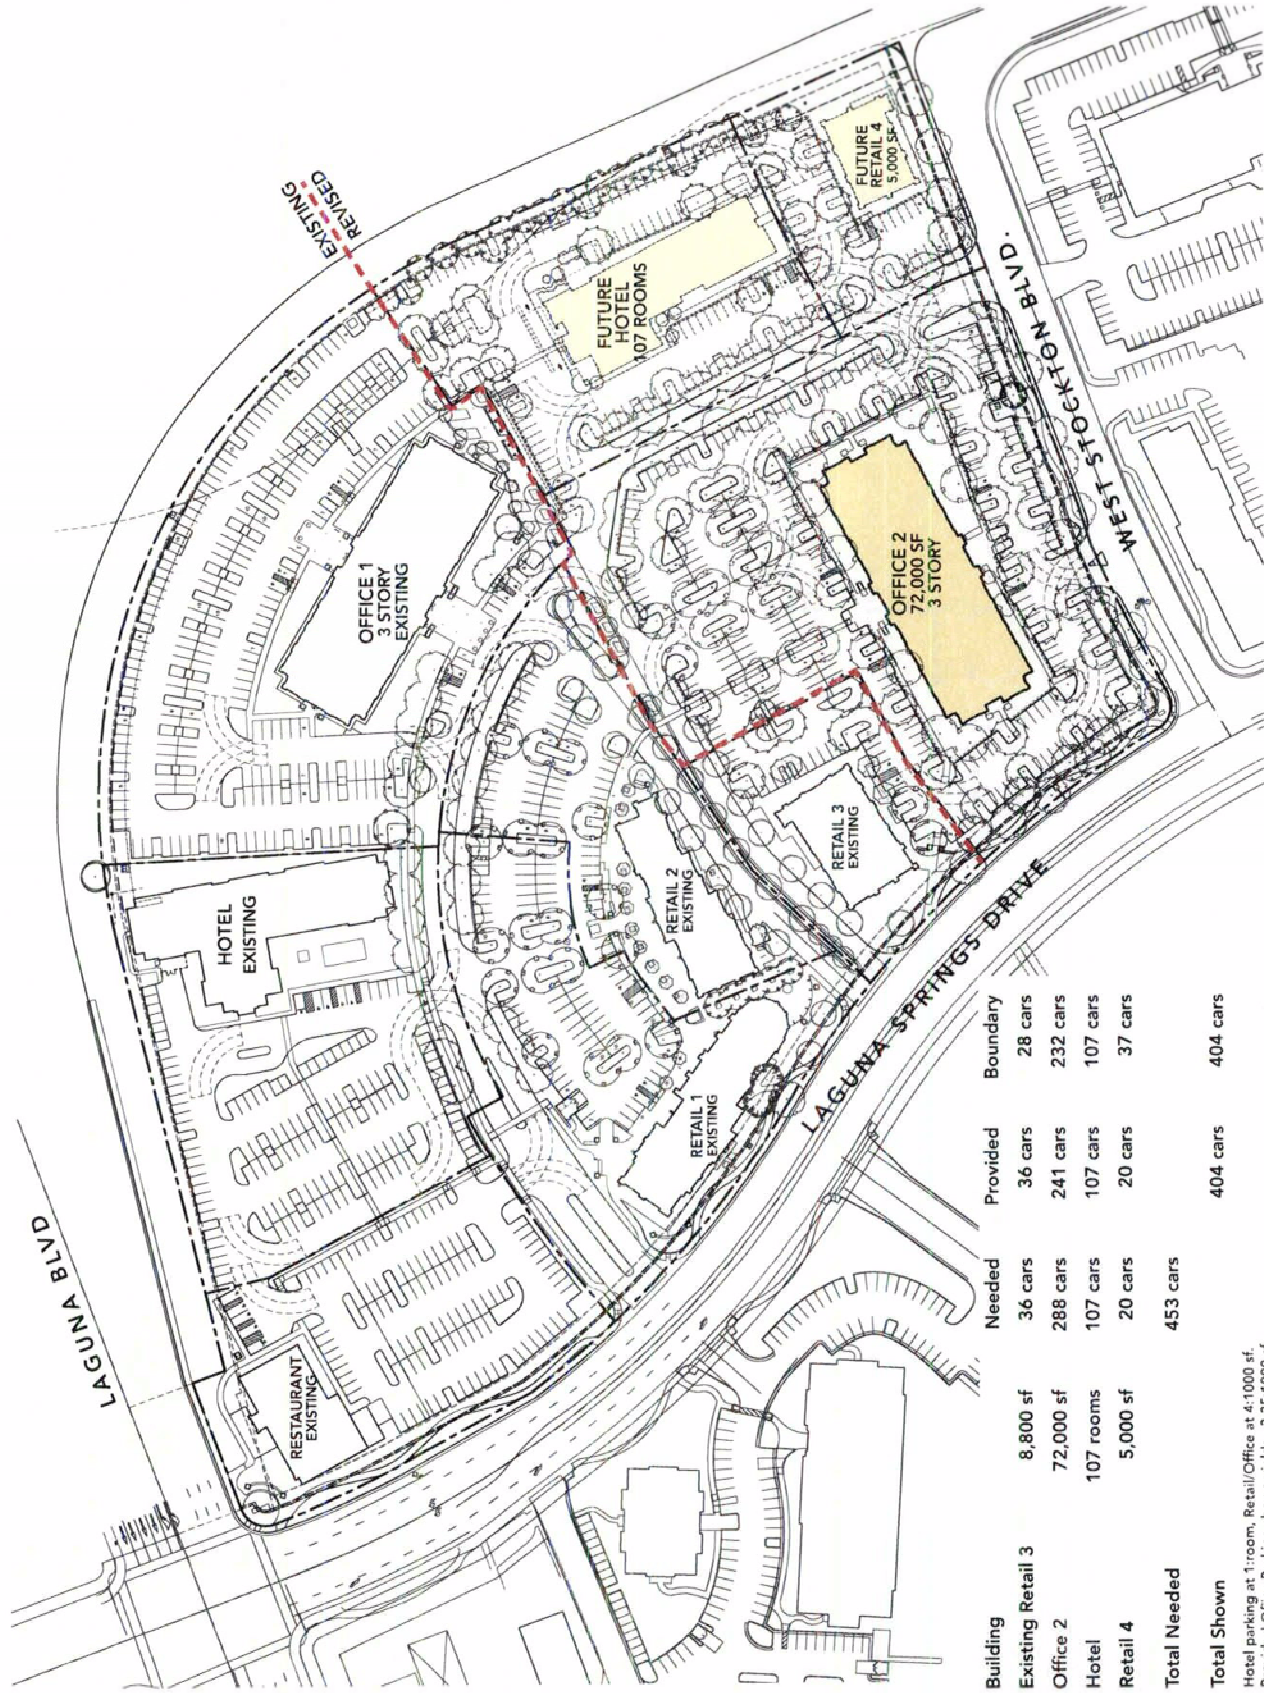 LAGUNA BLVD
EXISTING
REVISED
RESTAURANT
EXISTING
HOTEL
EXISTING
OFFICE 1
3 STORY
EXISTING
FUTURE
HOTEL
107 ROOMS
FUTURE
RETAIL 4
5,000 SF
RETAIL 1
EXISTING
RETAIL 2
EXISTING
RETAIL 3
EXISTING
OFFICE 2
72,000 SF
3 STORY
LAGUNA SPRINGS DRIVE
WEST STOCKTON BLVD.
Building Needed Provided Boundary
Existing Retail 3 8,800 sf 36 cars 36 cars 28 cars
Office 2 72,000 sf 288 cars 241 cars 232 cars
Hotel 107 rooms 107 cars 107 cars 107 cars
Retail 4 5,000 sf 20 cars 20 cars 37 cars
Total Needed 453 cars
Total Shown 404 cars 404 cars
Hotel parking at 1:room, Retail/Office at 4:1000 sf.